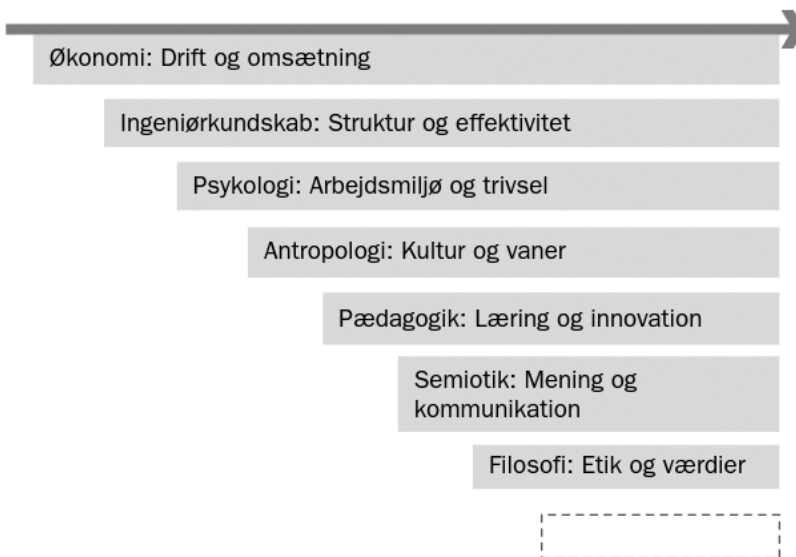 Økonomi: Drift og omsætning
Ingeniørkundskab: Struktur og effektivitet
Psykologi: Arbejdsmiljø og trivsel
Antropologi: Kultur og vaner
Pædagogik: Læring og innovation
Semiotik: Mening og
kommunikation
Filosofi: Etik og værdier